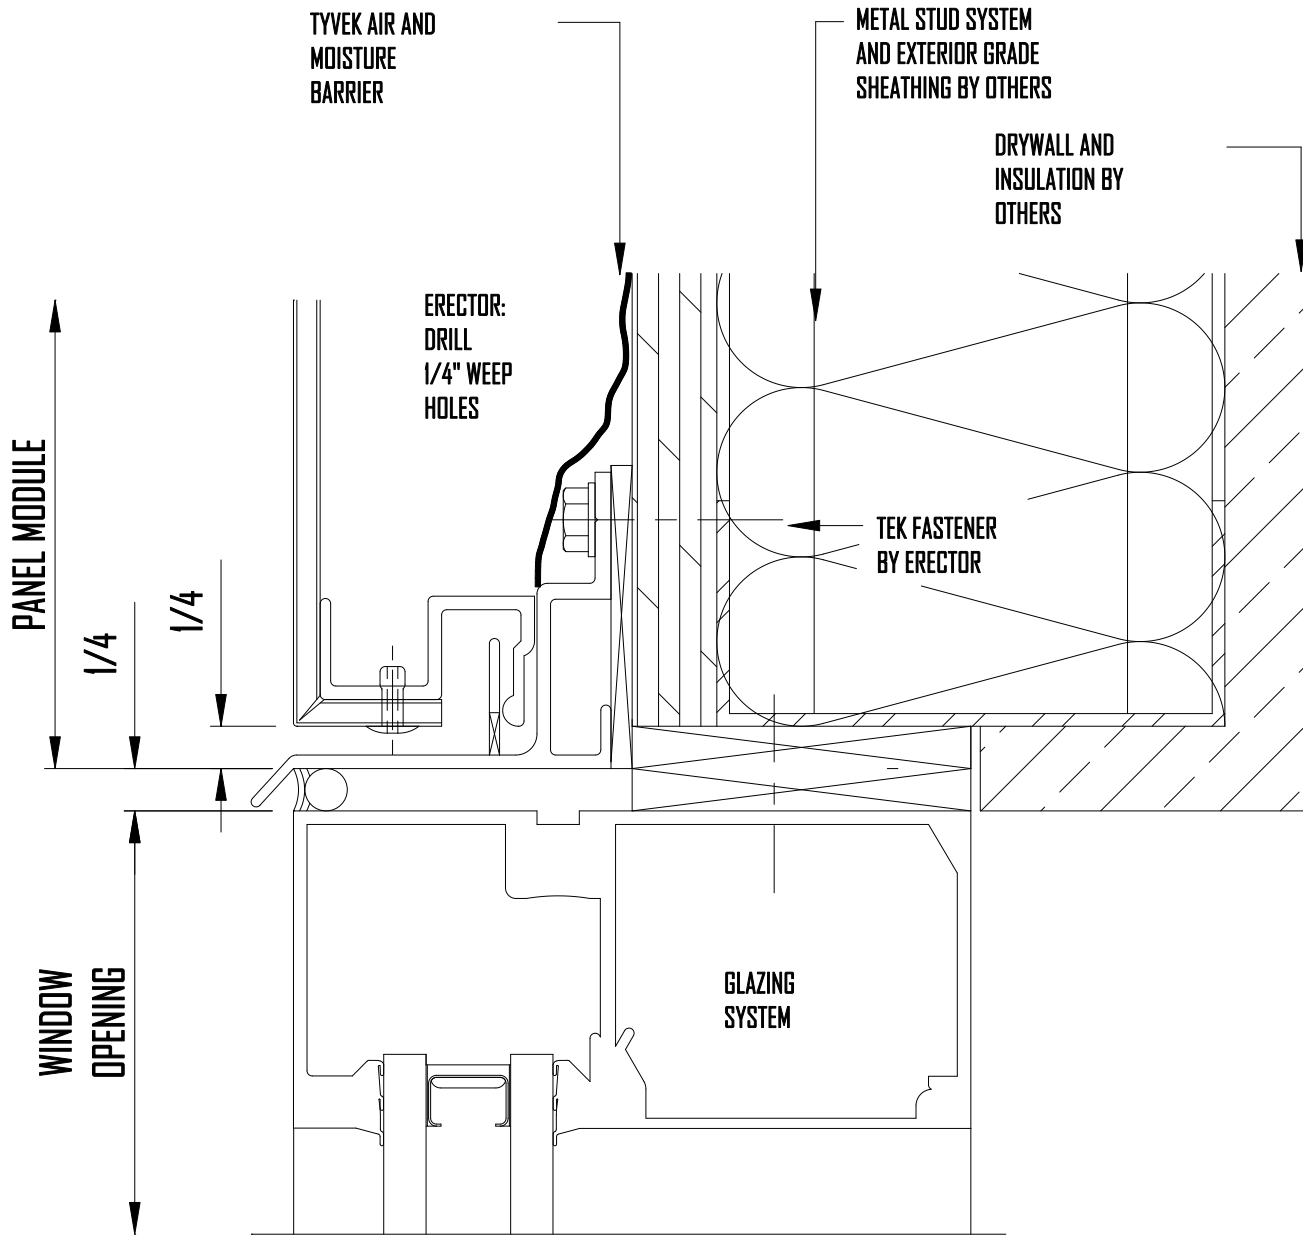 TYVEK AIR AND
MOISTURE
BARRIER
METAL STUD SYSTEM
AND EXTERIOR GRADE
SHEATHING BY OTHERS
DRYWALL AND
INSULATION BY
OTHERS
ERECTOR:
DRILL
1/4" WEEP
HOLES
PANEL MODULE
1/4
1/4
TEK FASTENER
BY ERECTOR
WINDOW
OPENING
GLAZING
SYSTEM